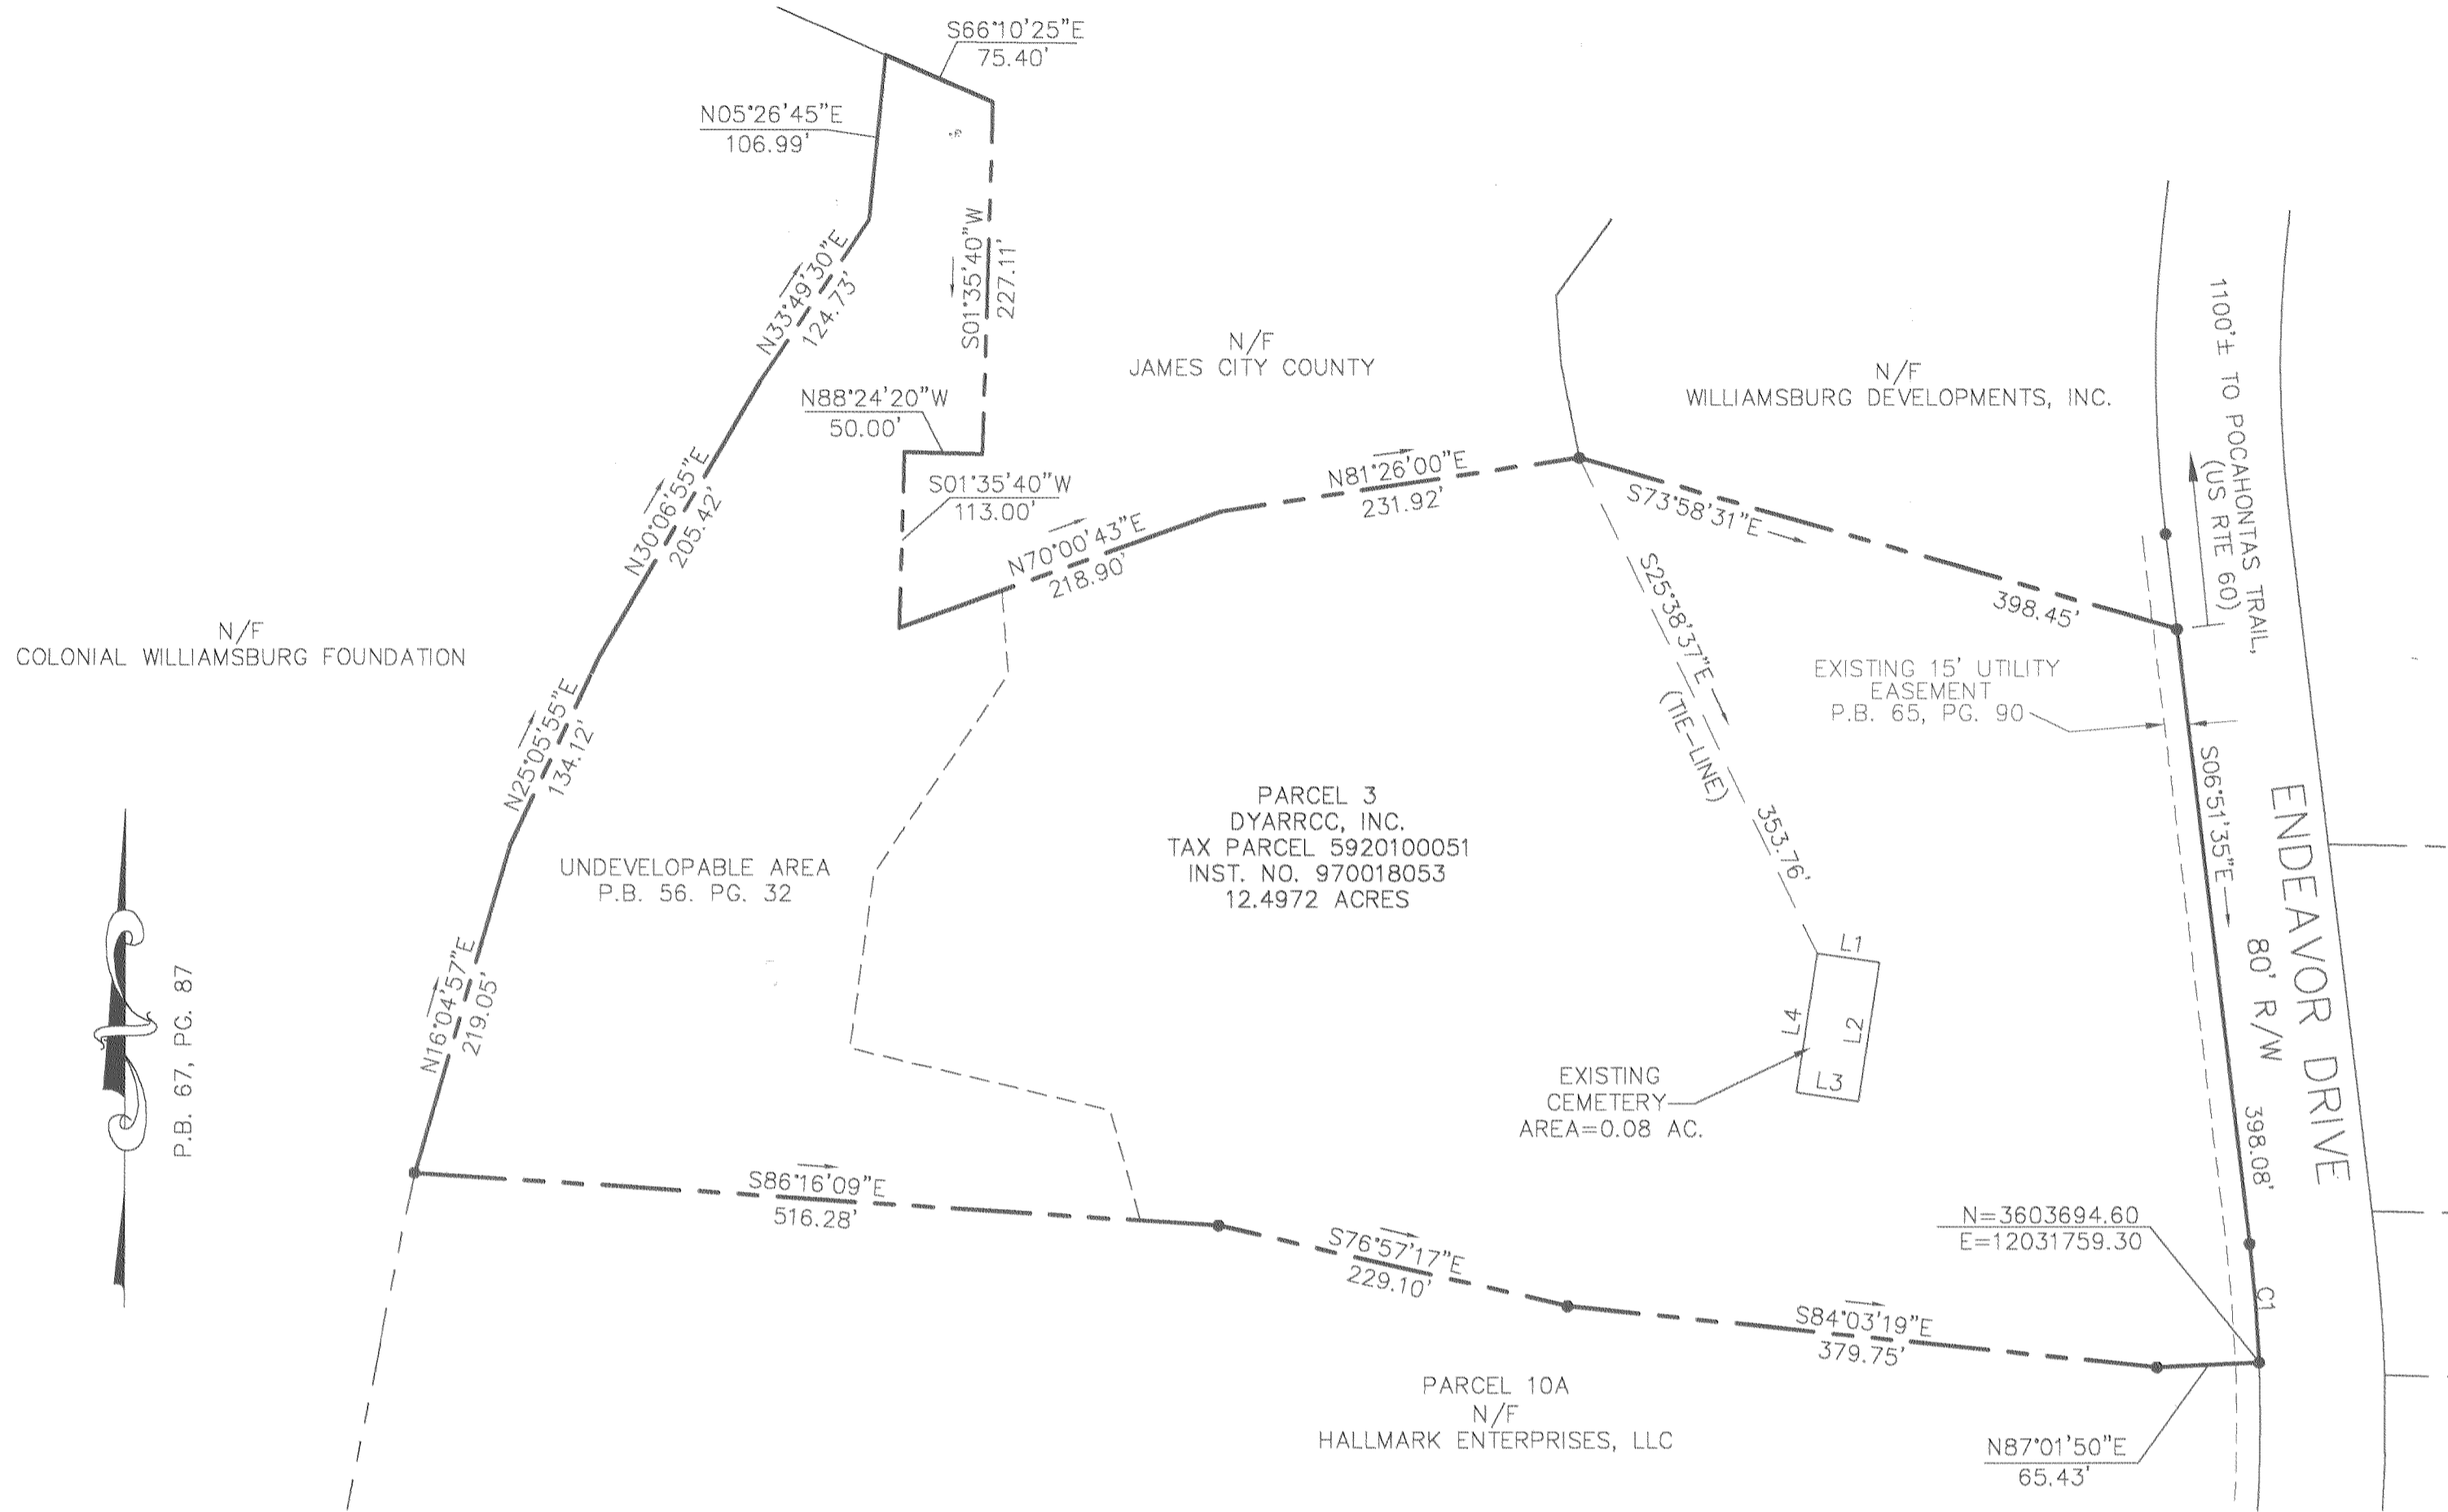 S66°10'25"E
75.40'
N05°26'45"E
106.99'
S01°35'40"W
227.11'
N33°49'30"E
124.73'
N/F
JAMES CITY COUNTY
N/F
WILLIAMSBURG DEVELOPMENTS, INC.
1100'± TO POCAHONTAS TRAIL,
(US RTE 60)
N88°24'20"W
50.00'
S01°35'40"W
113.00'
N30°06'55"E
205.42'
N70°00'43"E
218.90'
N81°26'00"E
231.92'
S73°58'31"E
398.45'
S25°38'37"E
(TIE-LINE)
353.76'
N/F
COLONIAL WILLIAMSBURG FOUNDATION
EXISTING 15' UTILITY
EASEMENT
P.B. 65, PG. 90
N25°05'55"E
134.12'
S06°51'35"E
398.08'
ENDEAVOR DRIVE
80' R/W
PARCEL 3
DYARRCC, INC.
TAX PARCEL 5920100051
INST. NO. 970018053
12.4972 ACRES
UNDEVELOPABLE AREA
P.B. 56. PG. 32
P.B. 67, PG. 87
N16°04'57"E
219.05'
L1
L4
L2
L3
EXISTING
CEMETERY
AREA=0.08 AC.
S86°16'09"E
516.28'
S76°57'17"E
229.10'
N=3603694.60
E=12031759.30
C1
S84°03'19"E
379.75'
PARCEL 10A
N/F
HALLMARK ENTERPRISES, LLC
N87°01'50"E
65.43'